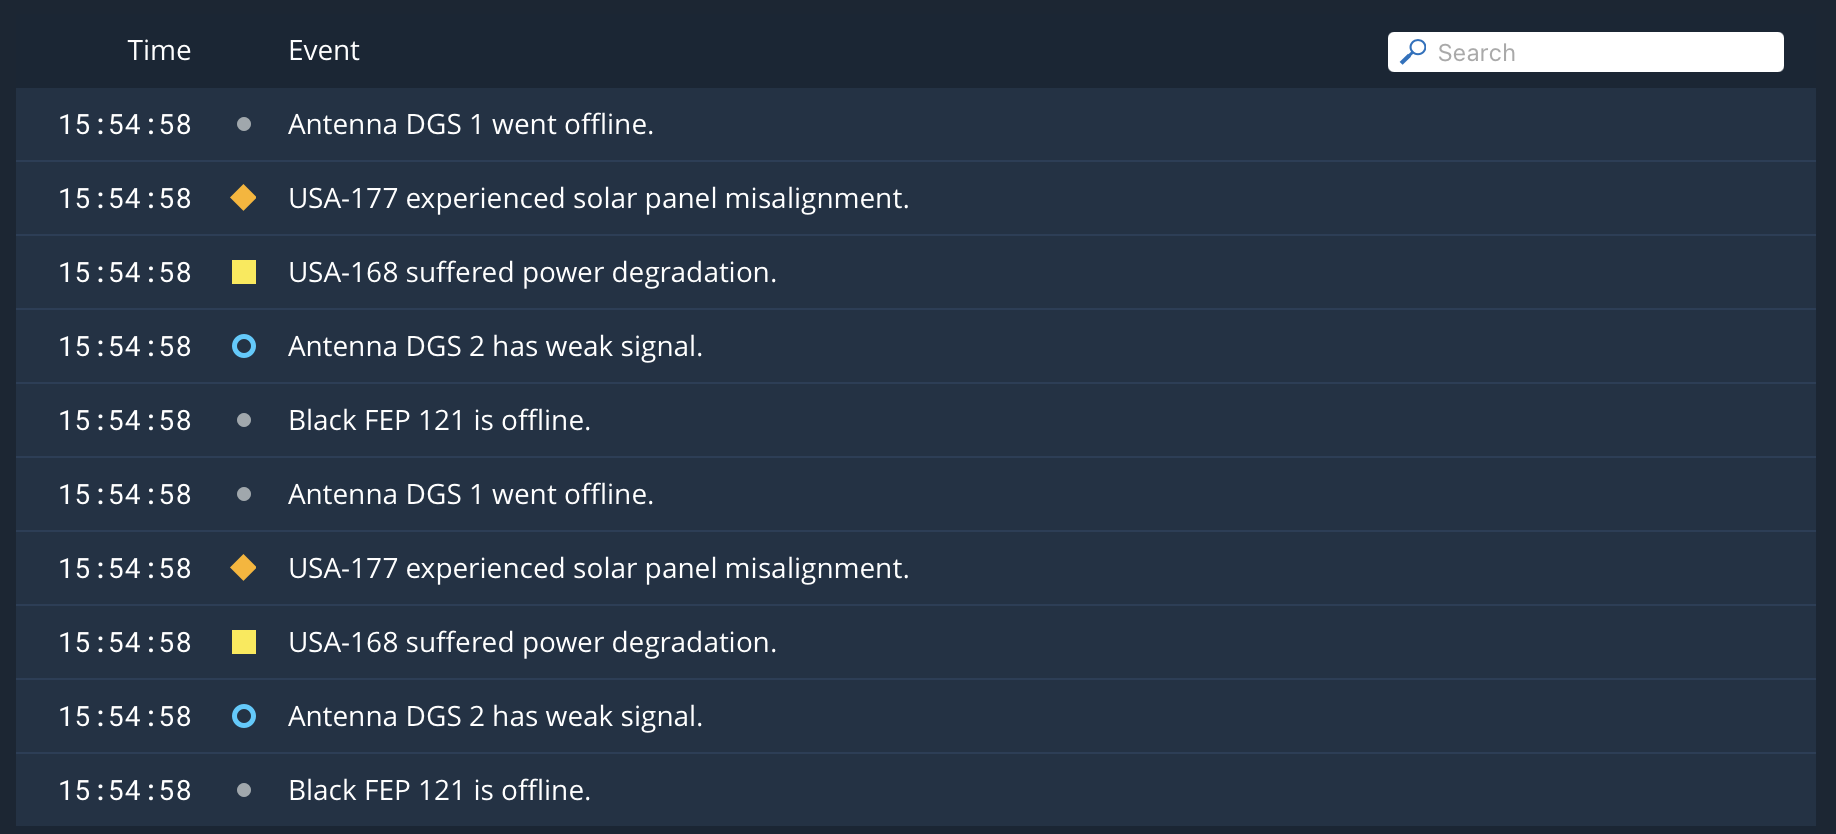 Time Event Search
15:54:58 Antenna DGS 1 went offline.
15:54:58 USA-177 experienced solar panel misalignment.
15:54:58 USA-168 suffered power degradation.
15:54:58 Antenna DGS 2 has weak signal.
15:54:58 Black FEP 121 is offline.
15:54:58 Antenna DGS 1 went offline.
15:54:58 USA-177 experienced solar panel misalignment.
15:54:58 USA-168 suffered power degradation.
15:54:58 Antenna DGS 2 has weak signal.
15:54:58 Black FEP 121 is offline.